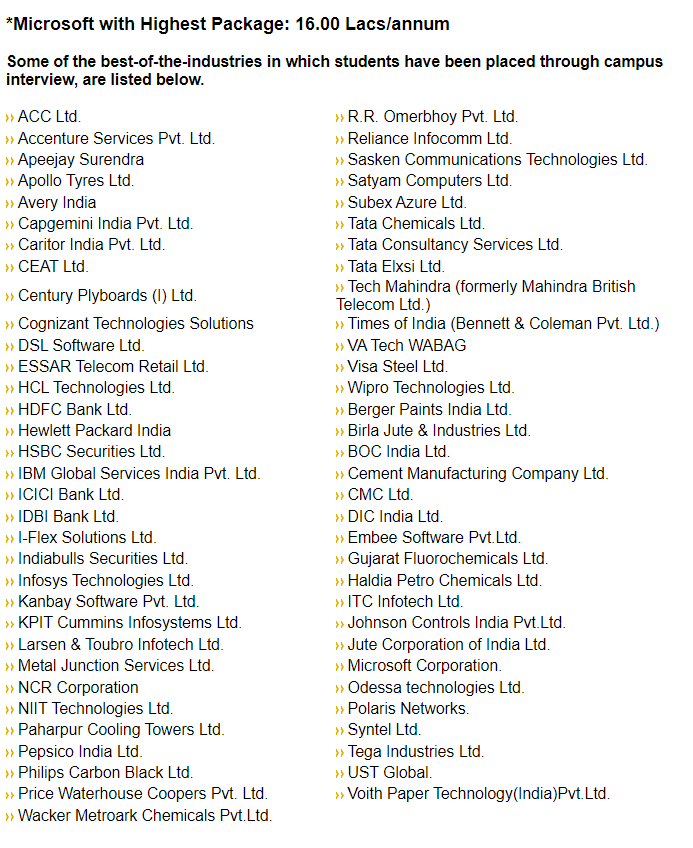 *Microsoft with Highest Package: 16.00 Lacs/annum
Some of the best-of-the-industries in which students have been placed through campus
interview, are listed below.
›› ACC Ltd.
›› Accenture Services Pvt. Ltd.
›› Apeejay Surendra
›› Apollo Tyres Ltd.
›› Avery India
›› Capgemini India Pvt. Ltd.
›› Caritor India Pvt. Ltd.
›› CEAT Ltd.
›› Century Plyboards (I) Ltd.
›› Cognizant Technologies Solutions
›› DSL Software Ltd.
›› ESSAR Telecom Retail Ltd.
›› HCL Technologies Ltd.
›› HDFC Bank Ltd.
›› Hewlett Packard India
›› HSBC Securities Ltd.
›› IBM Global Services India Pvt. Ltd.
›› ICICI Bank Ltd.
›› IDBI Bank Ltd.
›› I-Flex Solutions Ltd.
›› Indiabulls Securities Ltd.
›› Infosys Technologies Ltd.
›› Kanbay Software Pvt. Ltd.
›› KPIT Cummins Infosystems Ltd.
›› Larsen & Toubro Infotech Ltd.
›› Metal Junction Services Ltd.
›› NCR Corporation
›› NIIT Technologies Ltd.
›› Paharpur Cooling Towers Ltd.
›› Pepsico India Ltd.
›› Philips Carbon Black Ltd.
›› Price Waterhouse Coopers Pvt. Ltd.
›› Wacker Metroark Chemicals Pvt.Ltd.
›› R.R. Omerbhoy Pvt. Ltd.
›› Reliance Infocomm Ltd.
›› Sasken Communications Technologies Ltd.
›› Satyam Computers Ltd.
›› Subex Azure Ltd.
›› Tata Chemicals Ltd.
›› Tata Consultancy Services Ltd.
›› Tata Elxsi Ltd.
›› Tech Mahindra (formerly Mahindra British
Telecom Ltd.)
›› Times of India (Bennett & Coleman Pvt. Ltd.)
›› VA Tech WABAG
›› Visa Steel Ltd.
›› Wipro Technologies Ltd.
›› Berger Paints India Ltd.
›› Birla Jute & Industries Ltd.
›› BOC India Ltd.
›› Cement Manufacturing Company Ltd.
›› CMC Ltd.
›› DIC India Ltd.
›› Embee Software Pvt.Ltd.
›› Gujarat Fluorochemicals Ltd.
›› Haldia Petro Chemicals Ltd.
›› ITC Infotech Ltd.
›› Johnson Controls India Pvt.Ltd.
›› Jute Corporation of India Ltd.
›› Microsoft Corporation.
›› Odessa technologies Ltd.
›› Polaris Networks.
›› Syntel Ltd.
›› Tega Industries Ltd.
›› UST Global.
›› Voith Paper Technology(India)Pvt.Ltd.